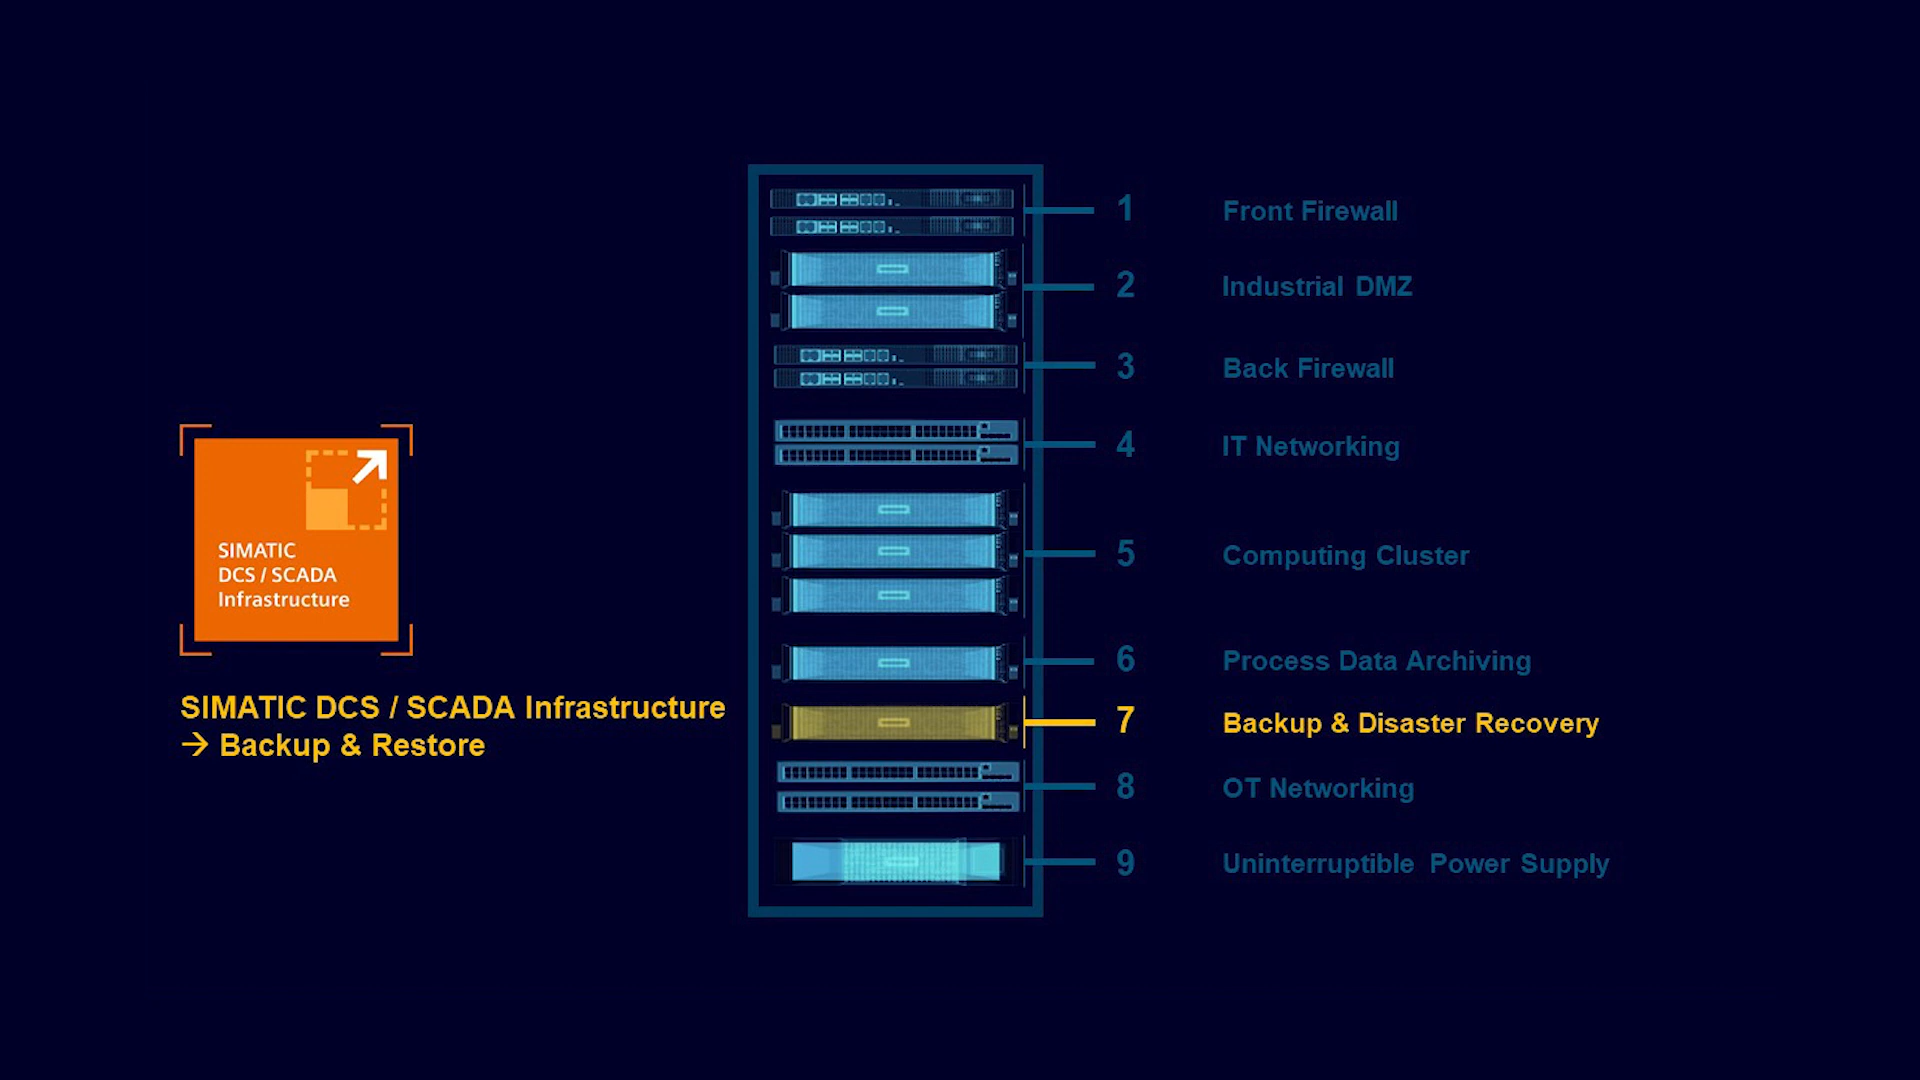 SIMATIC
DCS / SCADA
Infrastructure
SIMATIC DCS / SCADA Infrastructure
→ Backup & Restore
1 Front Firewall
2 Industrial DMZ
3 Back Firewall
4 IT Networking
5 Computing Cluster
6 Process Data Archiving
7 Backup & Disaster Recovery
8 OT Networking
9 Uninterruptible Power Supply